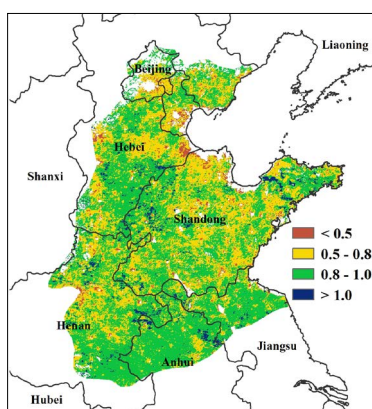 Liaoning
Beijing
Hebei
Shanxi
Shandong
< 0.5
0.5 - 0.8
0.8 - 1.0
> 1.0
Henan
Jiangsu
Anhui
Hubei